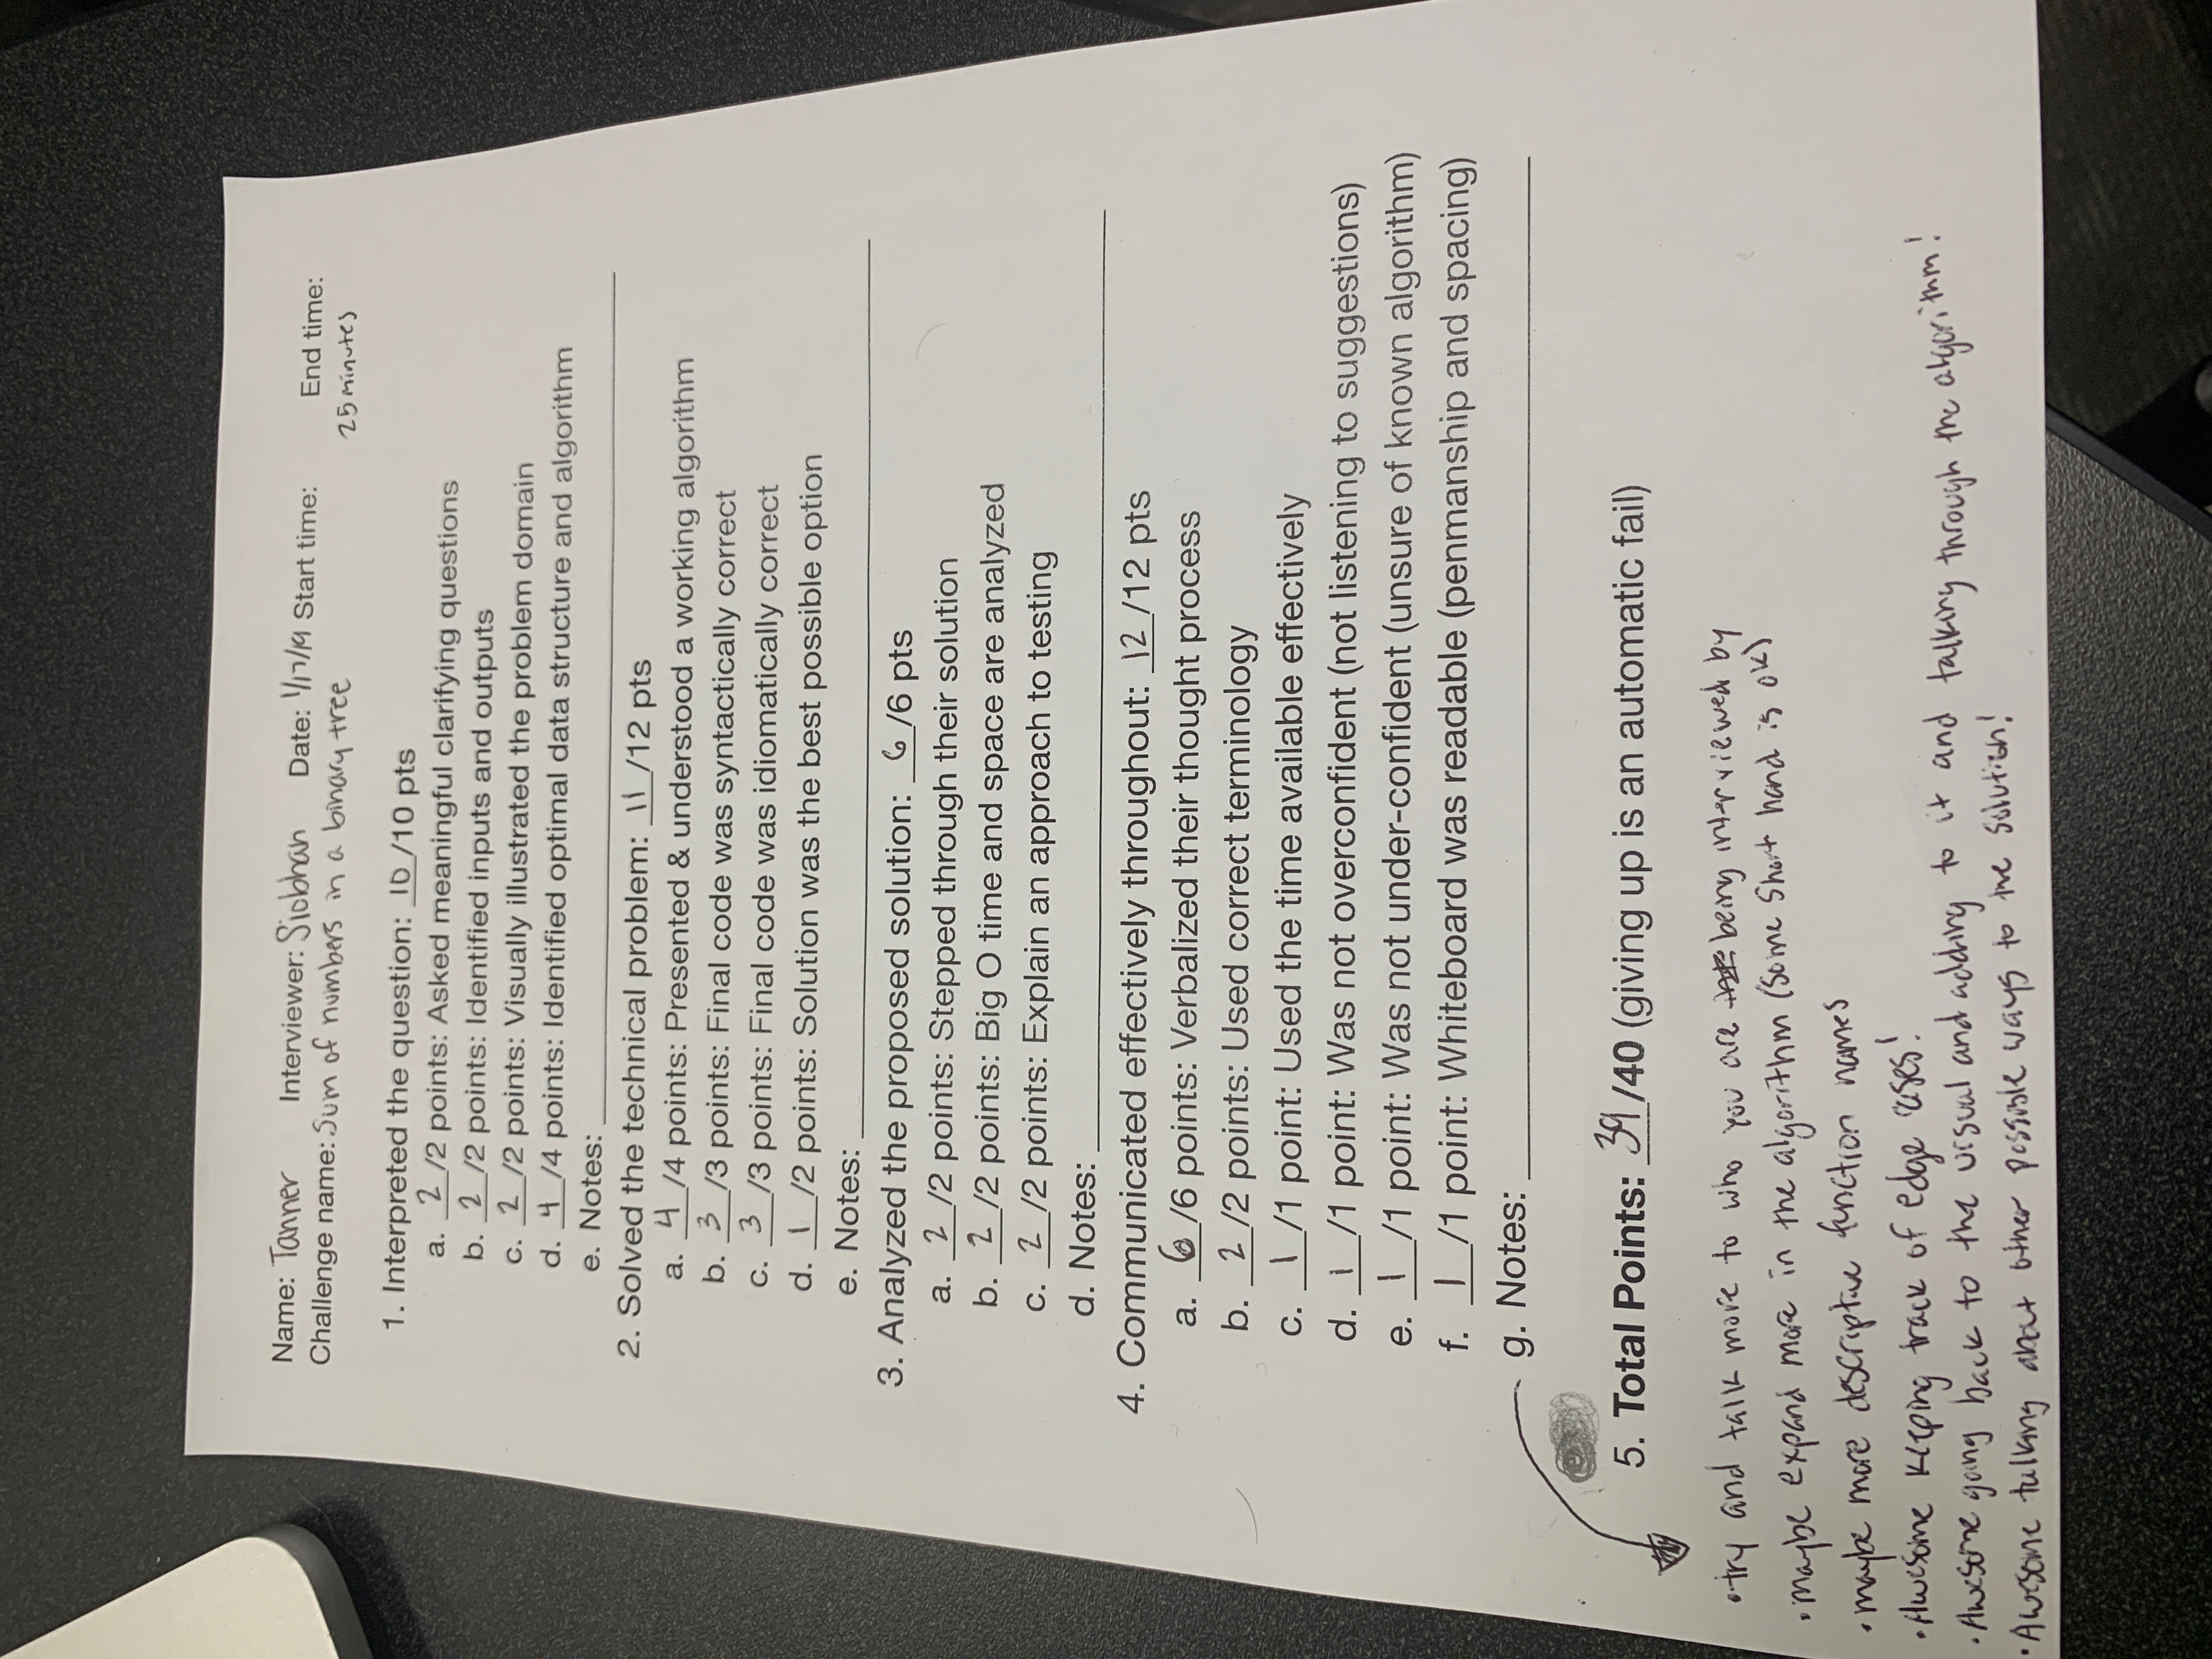 Name: Tanner Interviewer: Siobhan Date: 1/17/19 Start time: End time:
Challenge name: Sum of numbers in a binary tree 25 minutes
1. Interpreted the question: 10/10 pts
a. 2/2 points: Asked meaningful clarifying questions
b. 2/2 points: Identified inputs and outputs
c. 2/2 points: Visually illustrated the problem domain
d. 4/4 points: Identified optimal data structure and algorithm
e. Notes:
2. Solved the technical problem: 11/12 pts
a. 4/4 points: Presented & understood a working algorithm
b. 3/3 points: Final code was syntactically correct
c. 3/3 points: Final code was idiomatically correct
d. 1/2 points: Solution was the best possible option
e. Notes:
3. Analyzed the proposed solution: 6/6 pts
a. 2/2 points: Stepped through their solution
b. 2/2 points: Big O time and space are analyzed
c. 2/2 points: Explain an approach to testing
d. Notes:
4. Communicated effectively throughout: 12/12 pts
a. 6/6 points: Verbalized their thought process
b. 2/2 points: Used correct terminology
c. 1/1 point: Used the time available effectively
d. 1/1 point: Was not overconfident (not listening to suggestions)
e. 1/1 point: Was not under-confident (unsure of known algorithm)
f. 1/1 point: Whiteboard was readable (penmanship and spacing)
g. Notes:
5. Total Points: 39/40 (giving up is an automatic fail)
• try and talk more to who you are being interviewed by
• maybe expand more in the algorithm (Some Short hand is ok)
• maybe more descriptive function names
• Awesome keeping track of edge cases!
• Awesome going back to the visual and adding to it and talking through the algorithm!
• Awesome talking about other possible ways to the solution!